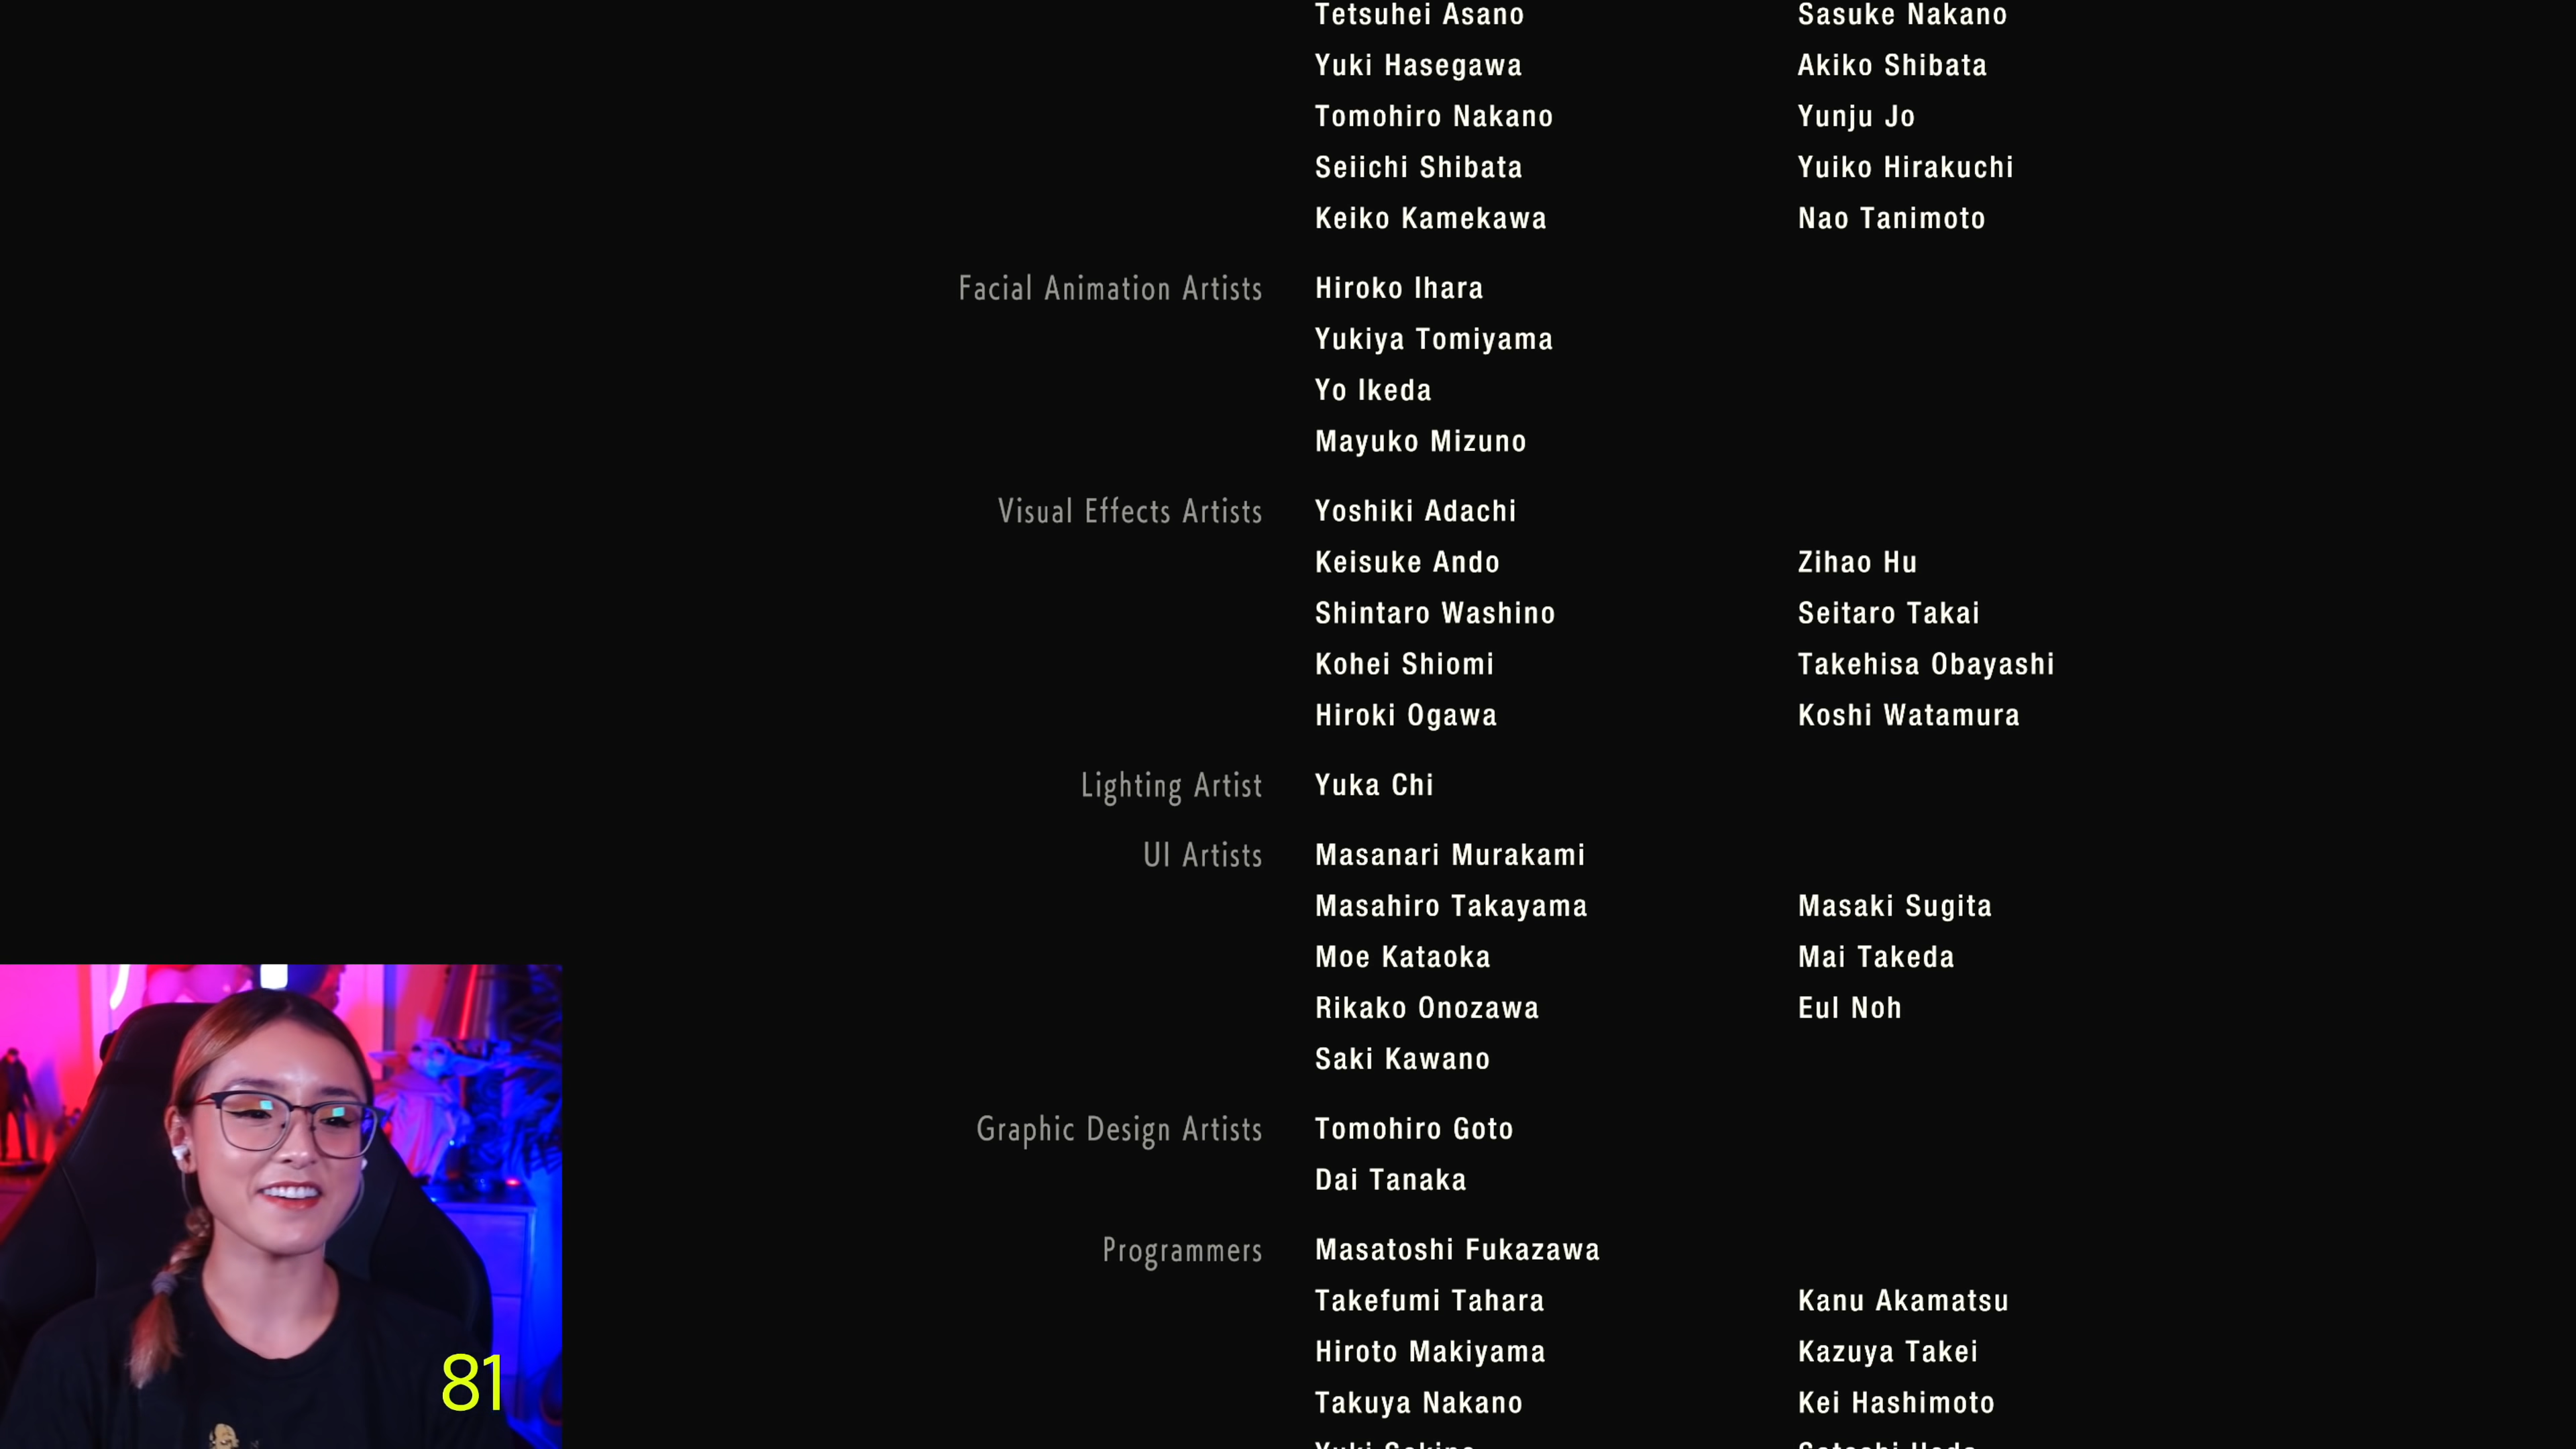 Tetsuhei Asano Sasuke Nakano
Yuki Hasegawa Akiko Shibata
Tomohiro Nakano Yunju Jo
Seiichi Shibata Yuiko Hirakuchi
Keiko Kamekawa Nao Tanimoto
Facial Animation Artists Hiroko Ihara
Yukiya Tomiyama
Yo Ikeda
Mayuko Mizuno
Visual Effects Artists Yoshiki Adachi
Keisuke Ando Zihao Hu
Shintaro Washino Seitaro Takai
Kohei Shiomi Takehisa Obayashi
Hiroki Ogawa Koshi Watamura
Lighting Artist Yuka Chi
UI Artists Masanari Murakami
Masahiro Takayama Masaki Sugita
Moe Kataoka Mai Takeda
Rikako Onozawa Eul Noh
Saki Kawano
Graphic Design Artists Tomohiro Goto
Dai Tanaka
Programmers Masatoshi Fukazawa
Takefumi Tahara Kanu Akamatsu
Hiroto Makiyama Kazuya Takei
Takuya Nakano Kei Hashimoto
81